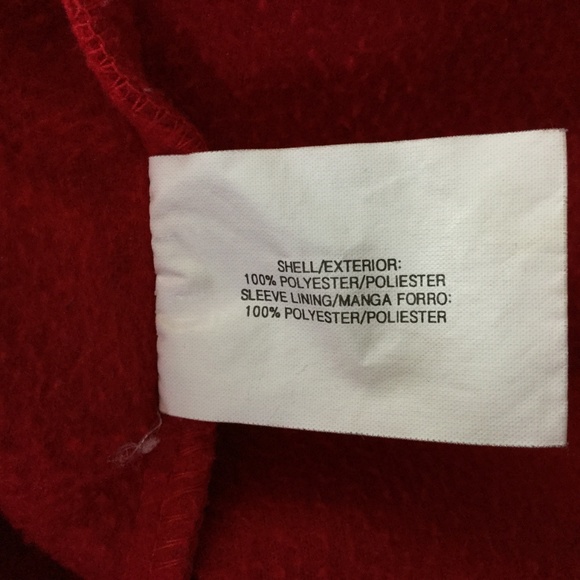 SHELL/EXTERIOR:
100% POLYESTER/POLIESTER
SLEEVE LINING/MANGA FORRO:
100% POLYESTER/POLIESTER